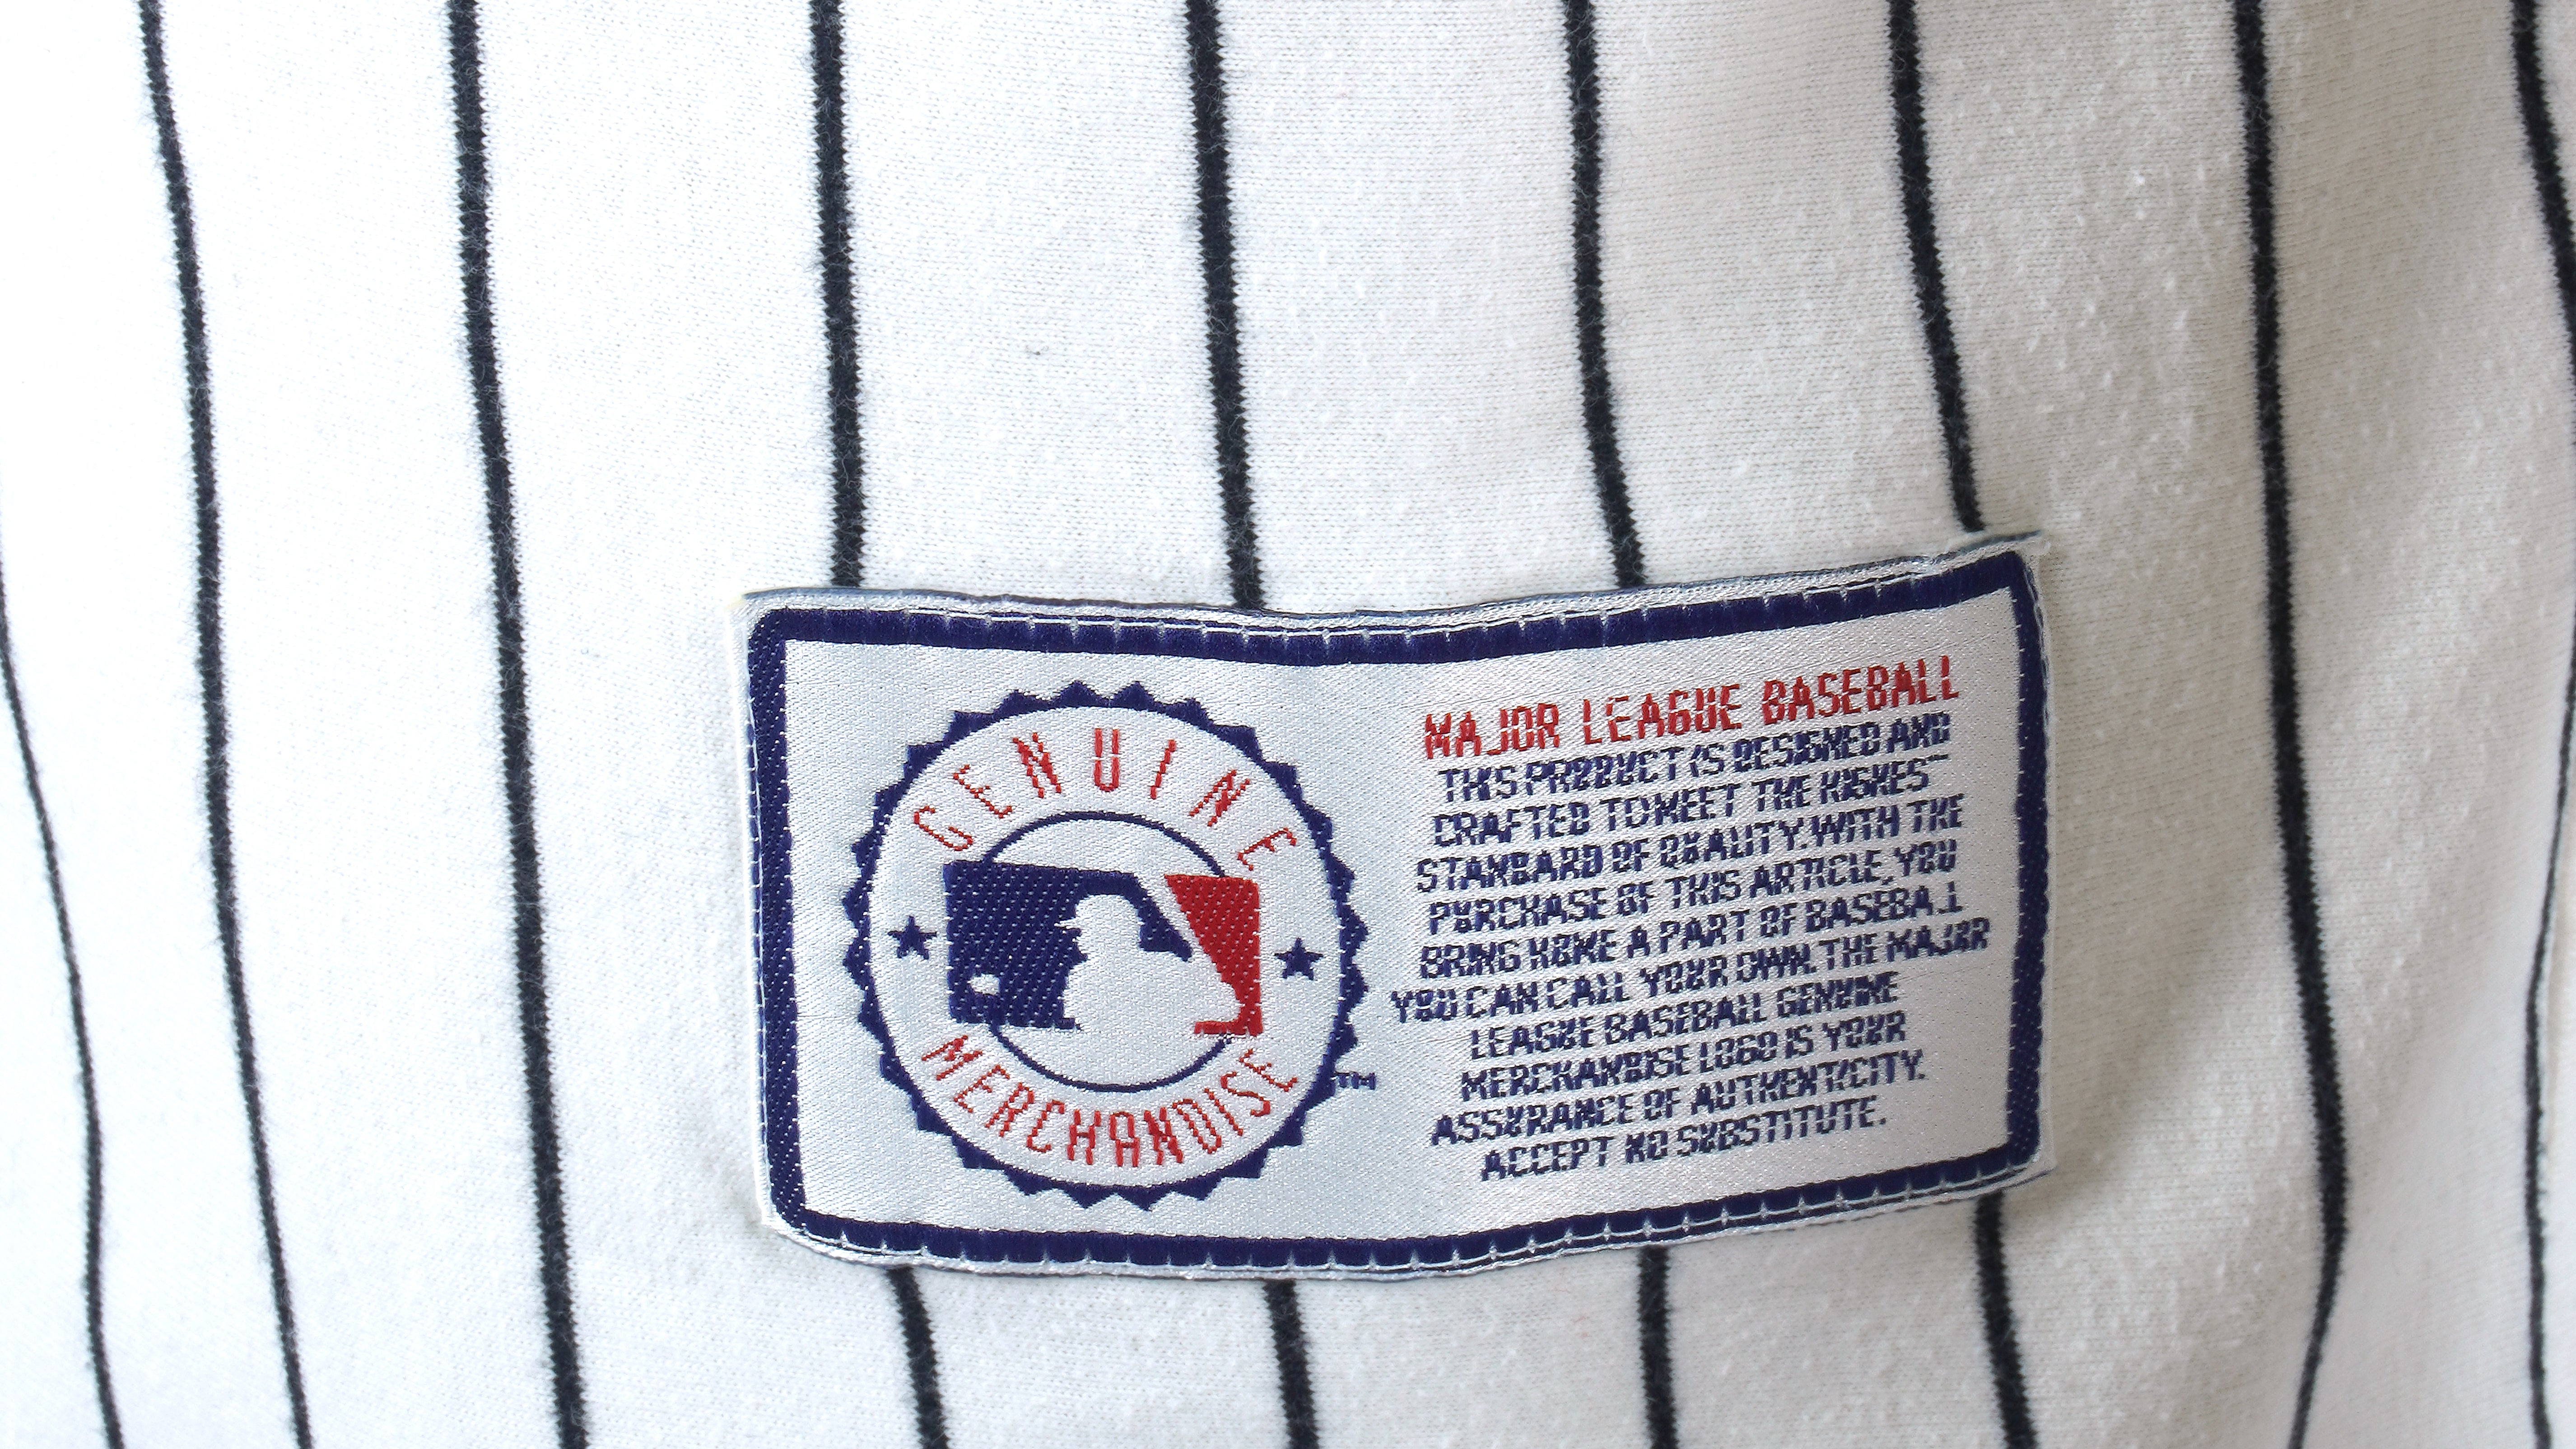 GENUINE
MERCHANDISE
TM
MAJOR LEAGUE BASEBALL
THIS PRODUCT IS DESIGNED AND
CRAFTED TO MEET THE HIGHEST
STANDARD OF QUALITY. WITH THE
PURCHASE OF THIS ARTICLE, YOU
BRING HOME A PART OF BASEBALL
YOU CAN CALL YOUR OWN. THE MAJOR
LEAGUE BASEBALL GENUINE
MERCHANDISE LOGO IS YOUR
ASSURANCE OF AUTHENTICITY.
ACCEPT NO SUBSTITUTE.